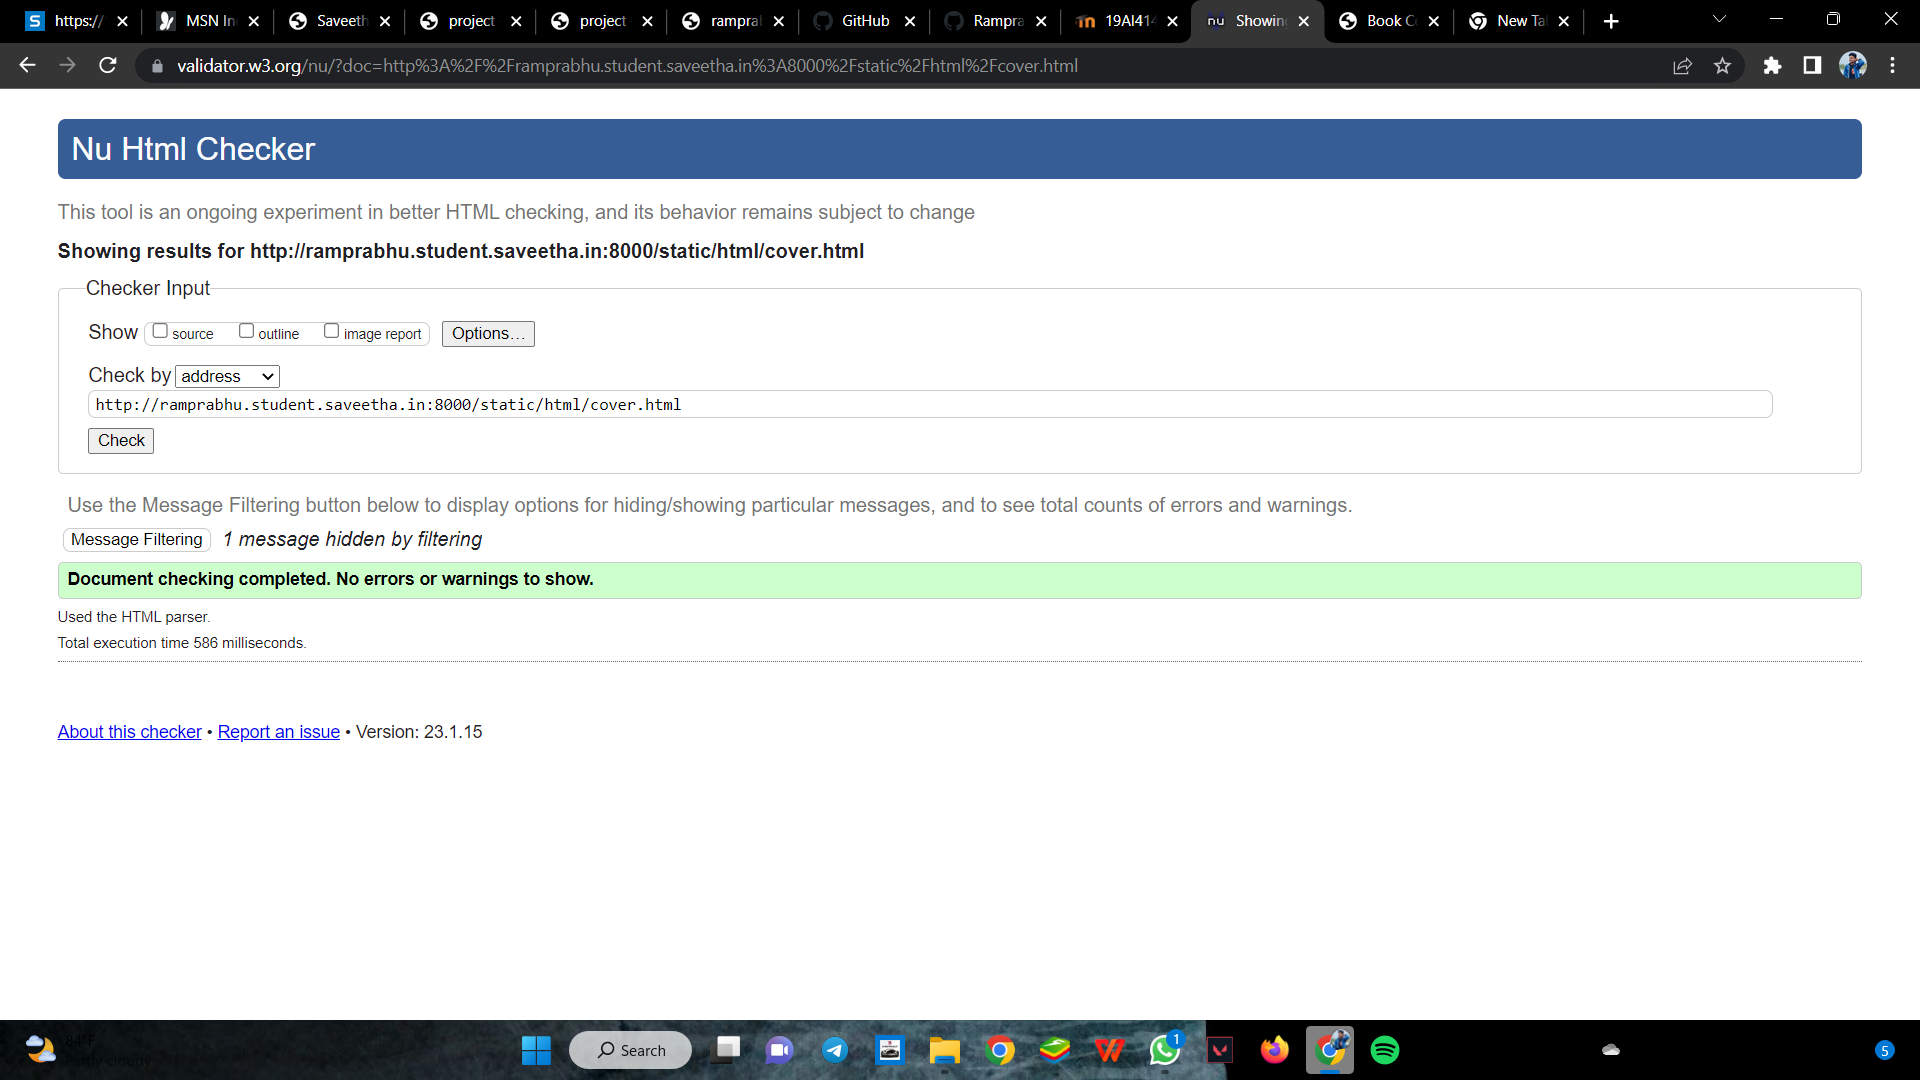 https:// MSN In Saveeth project project rampral GitHub Rampra 19AI414 Showin Book C New Ta
validator.w3.org/nu/?doc=http%3A%2F%2Framprabhu.student.saveetha.in%3A8000%2Fstatic%2Fhtml%2Fcover.html
Nu Html Checker
This tool is an ongoing experiment in better HTML checking, and its behavior remains subject to change
Showing results for http://ramprabhu.student.saveetha.in:8000/static/html/cover.html
Checker Input
Show source outline image report Options...
Check by address
http://ramprabhu.student.saveetha.in:8000/static/html/cover.html
Check
Use the Message Filtering button below to display options for hiding/showing particular messages, and to see total counts of errors and warnings.
Message Filtering 1 message hidden by filtering
Document checking completed. No errors or warnings to show.
Used the HTML parser.
Total execution time 586 milliseconds.
About this checker • Report an issue • Version: 23.1.15
84°F
Partly cloudy
Search
1
5